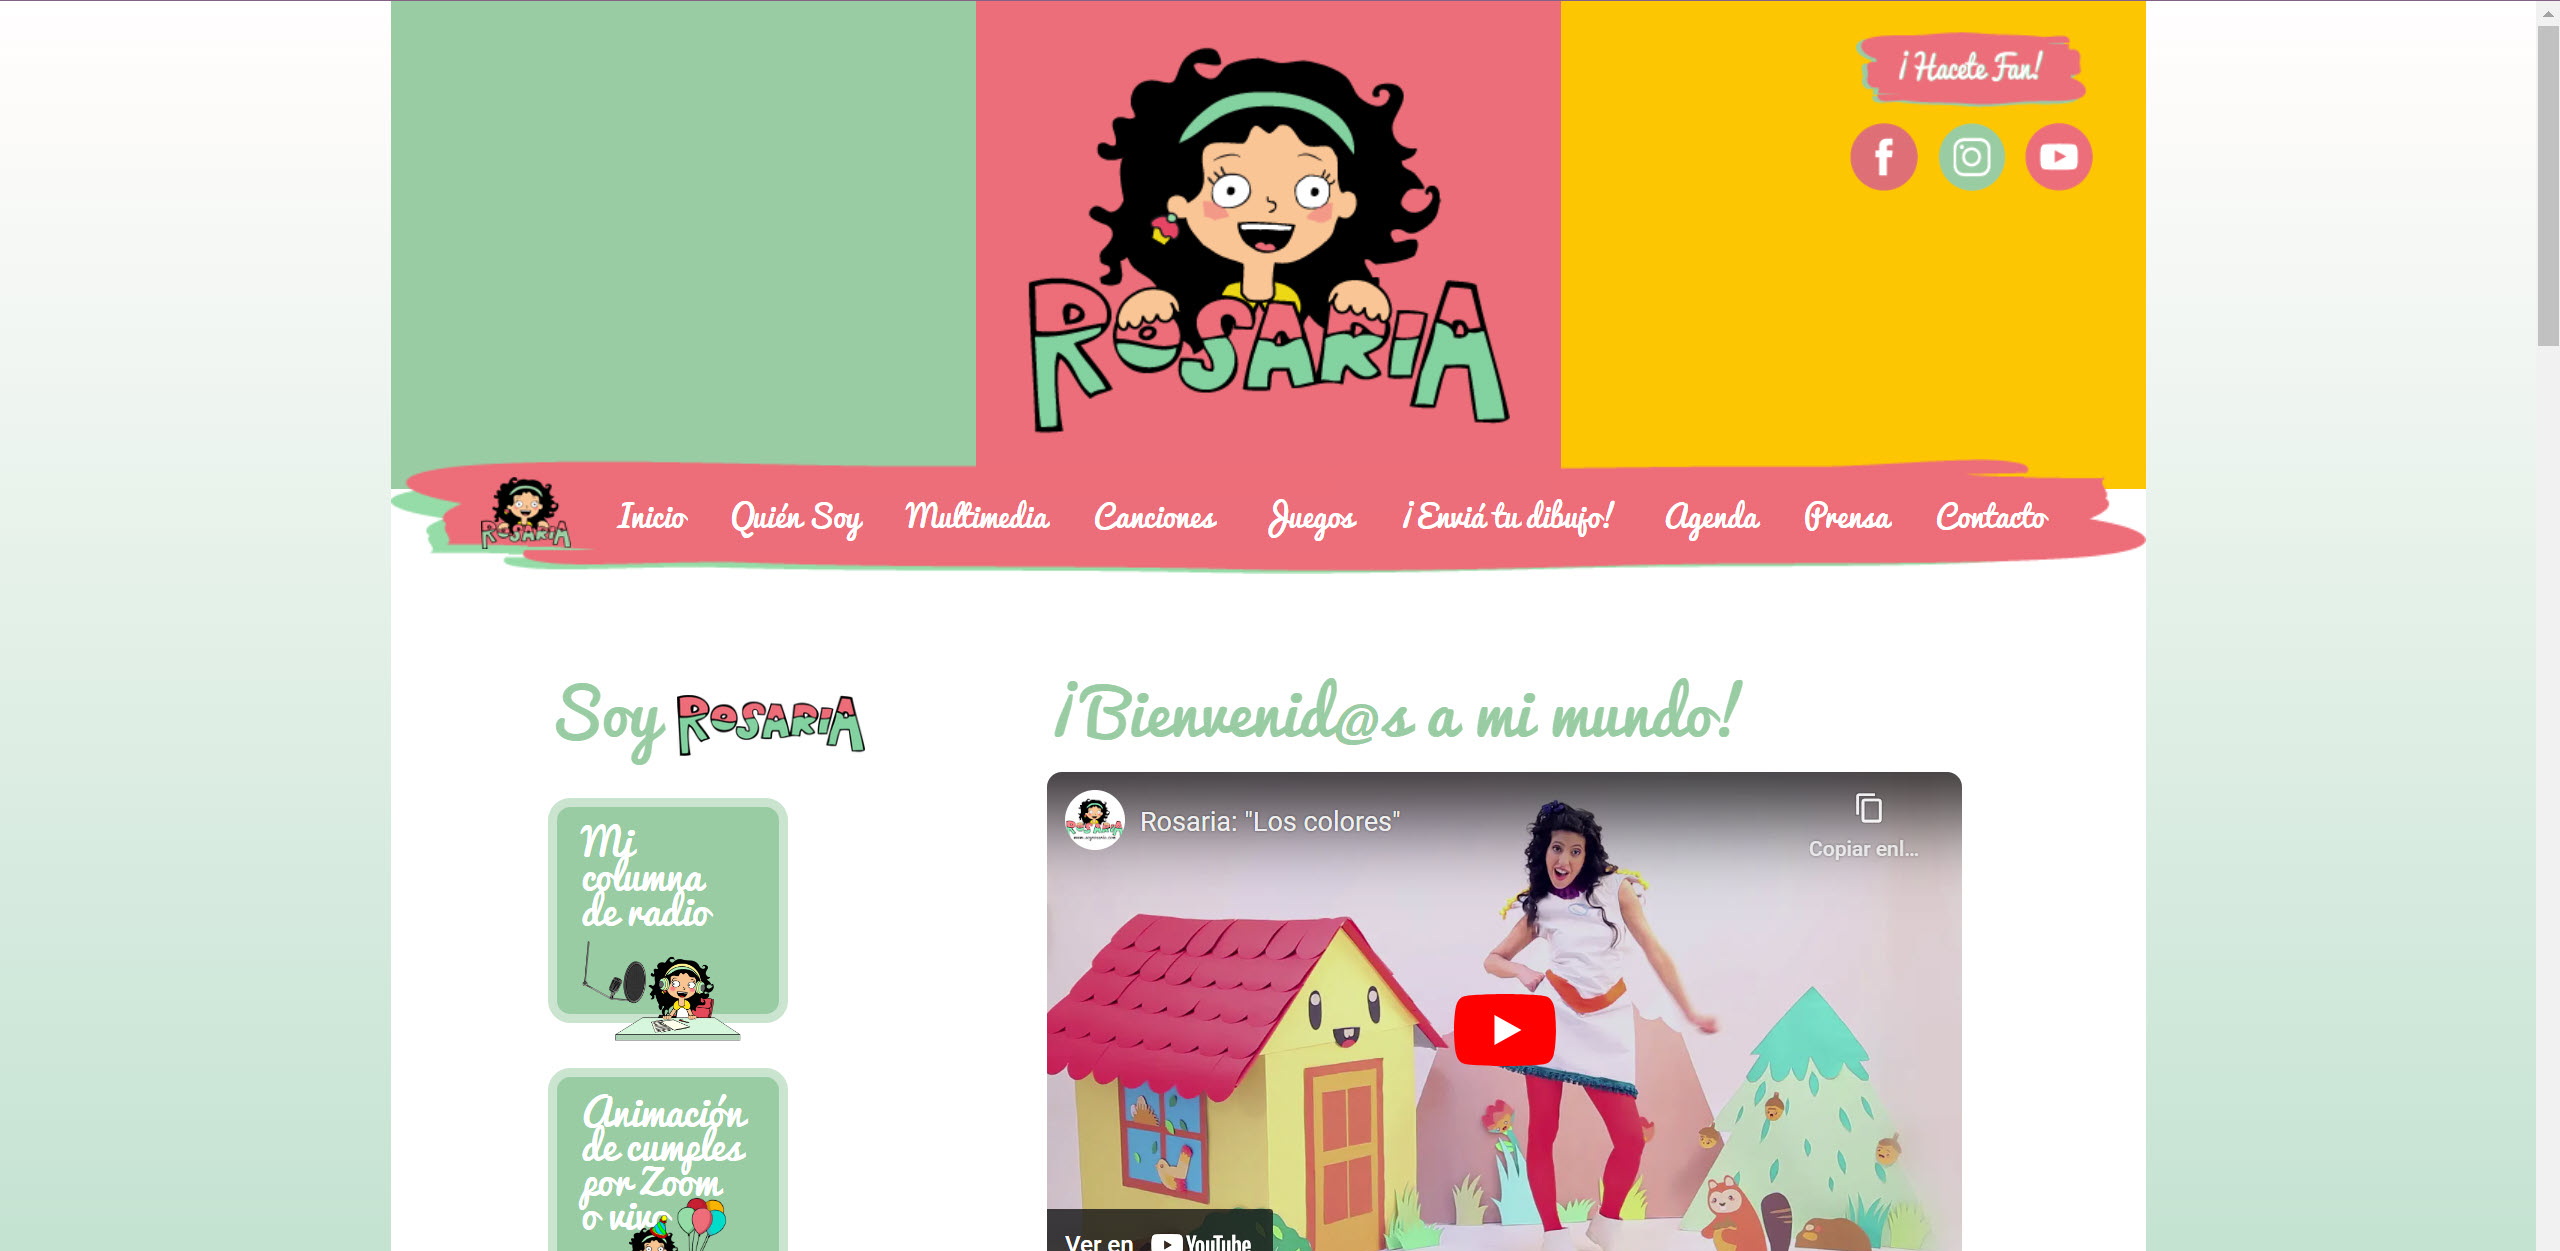 ¡Hacete Fan!
ROSARIA
ROSARIA
Inicio
Quién Soy
Multimedia
Canciones
Juegos
¡Enviá tu dibujo!
Agenda
Prensa
Contacto
Soy ROSARIA
Mi
columna
de radio
Animación
de cumples
por Zoom
o vivo
¡Bienvenid@s a mi mundo!
ROSARIA
Rosaria: "Los colores"
Copiar enl...
Ver en YouTube